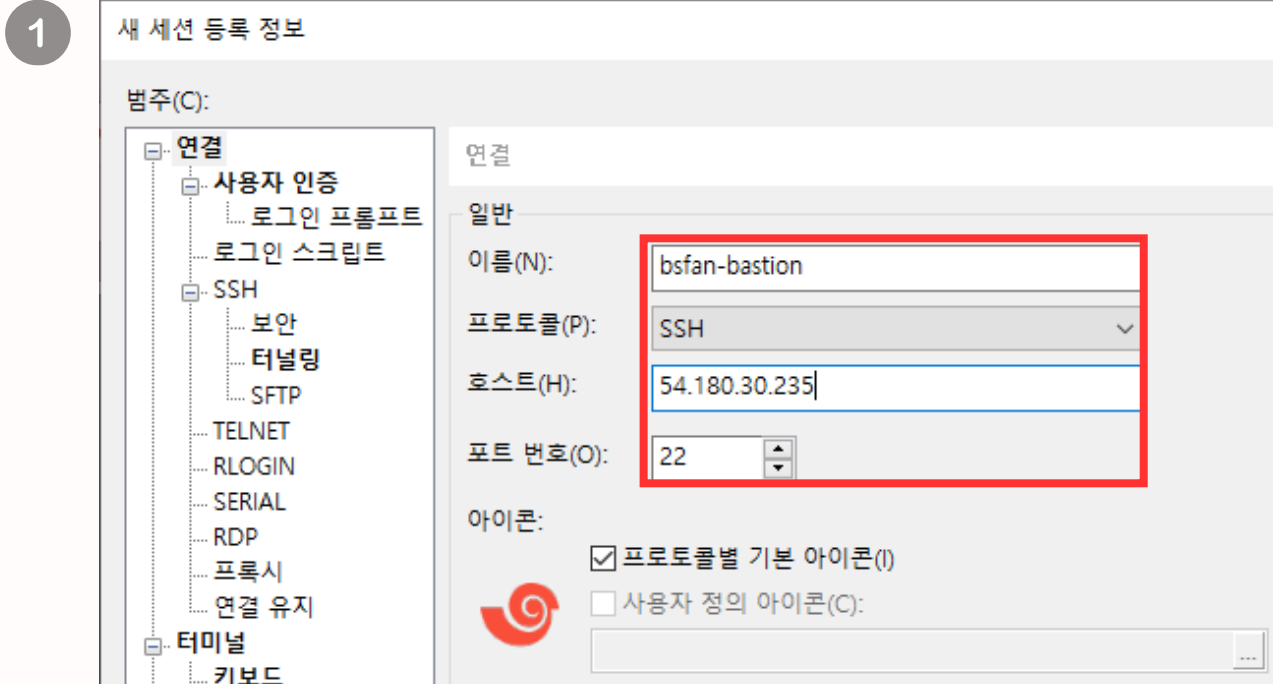 1
새 세션 등록 정보
범주(C):
연결
사용자 인증
로그인 프롬프트
로그인 스크립트
SSH
보안
터널링
SFTP
TELNET
RLOGIN
SERIAL
RDP
프록시
연결 유지
터미널
키보드
연결
일반
이름(N): bsfan-bastion
프로토콜(P): SSH
호스트(H): 54.180.30.235
포트 번호(O): 22
아이콘:
프로토콜별 기본 아이콘(I)
사용자 정의 아이콘(C):
...